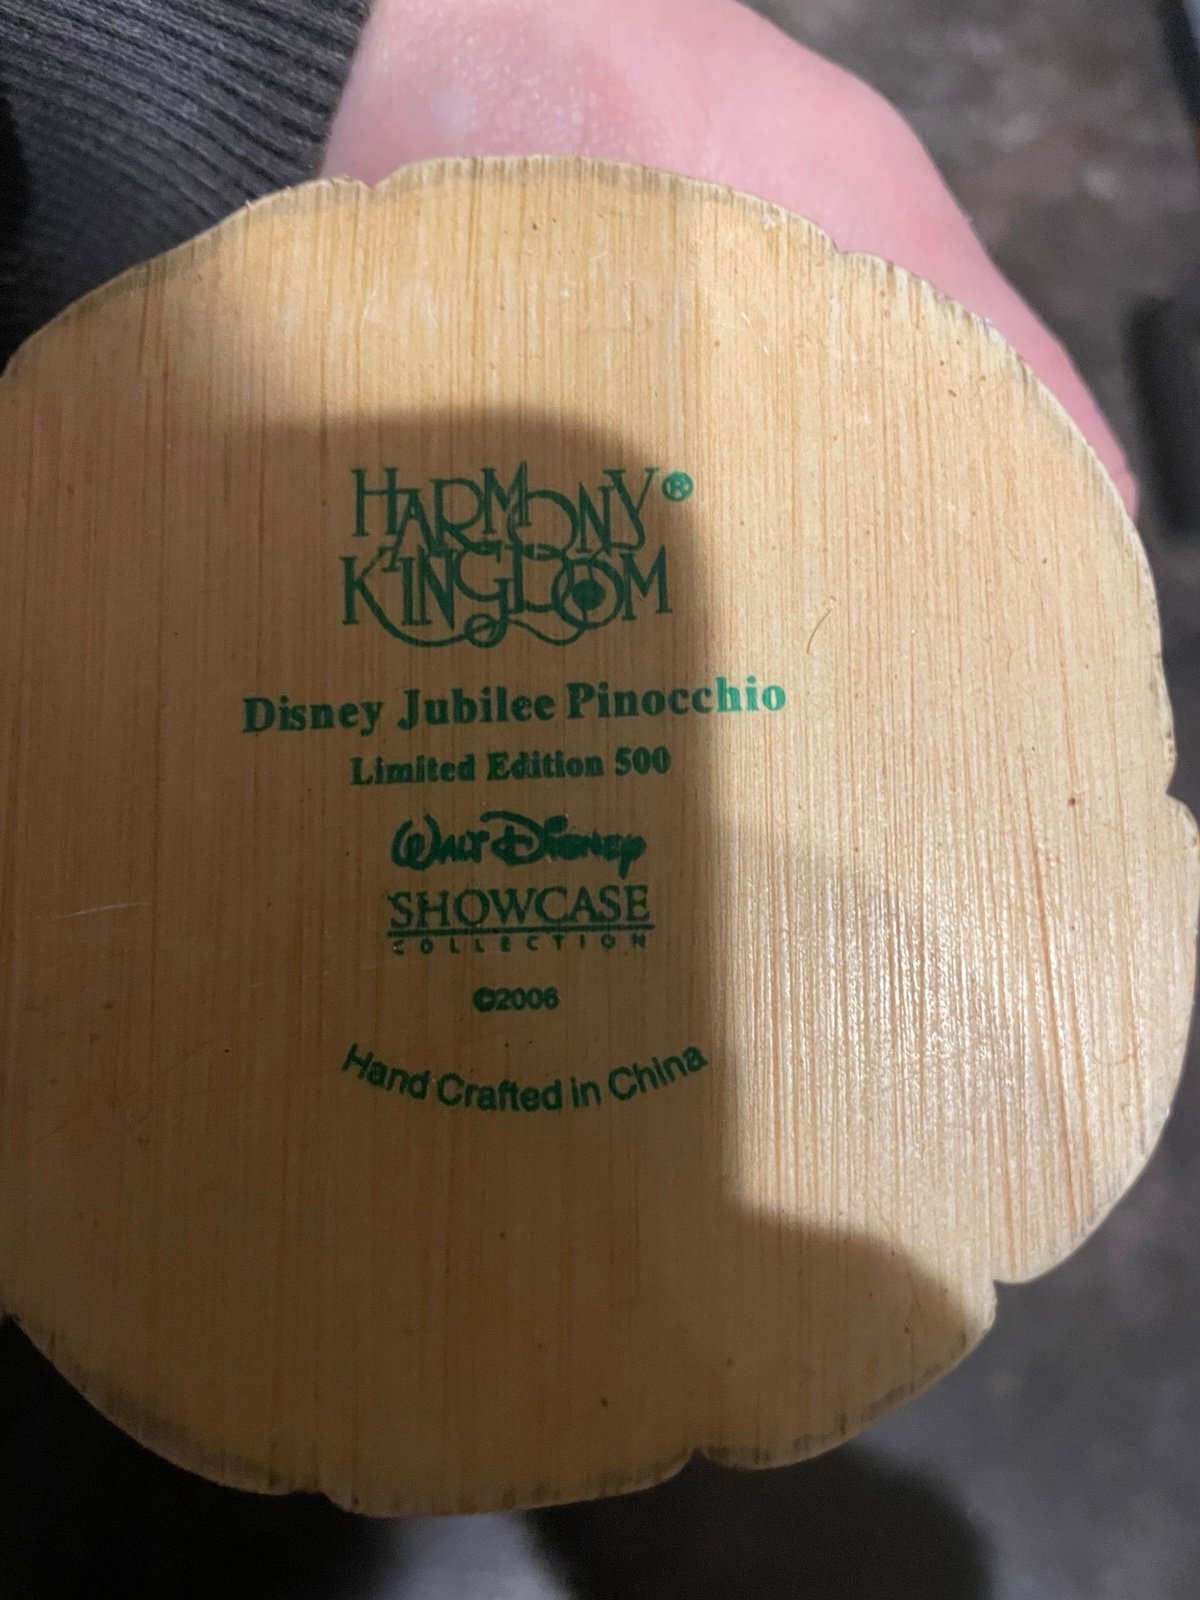 HARMONY®
KINGDOM
Disney Jubilee Pinocchio
Limited Edition 500
WALT DISNEY
SHOWCASE
COLLECTION
©2006
Hand Crafted in China